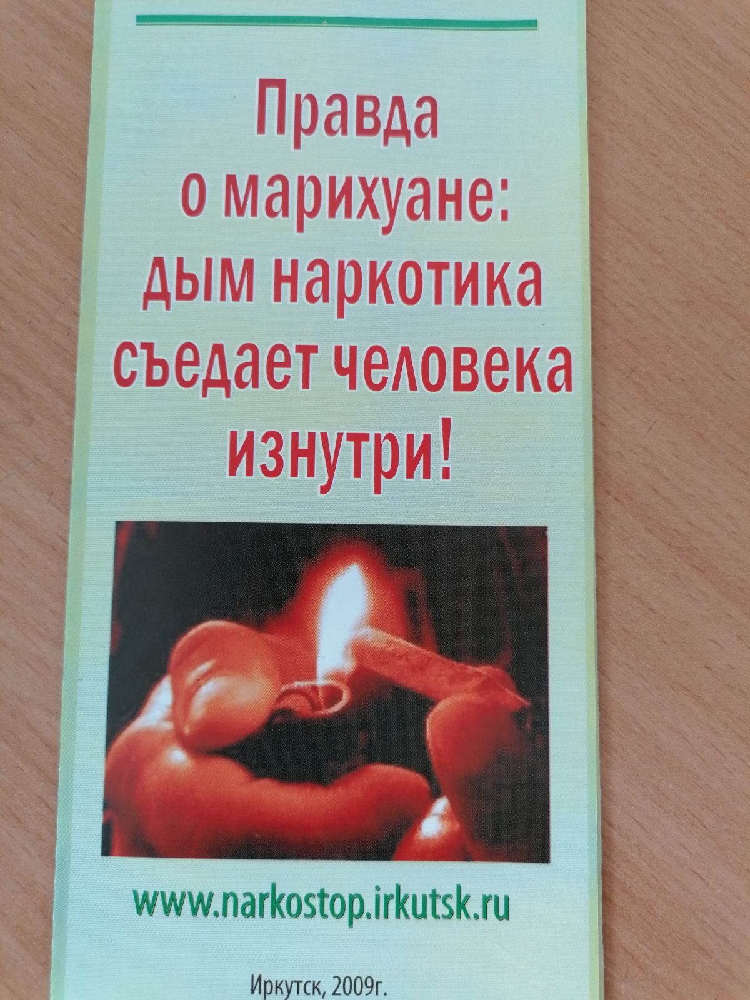 Правда
о марихуане:
дым наркотика
съедает человека
изнутри!
www.narkostop.irkutsk.ru
Иркутск, 2009г.